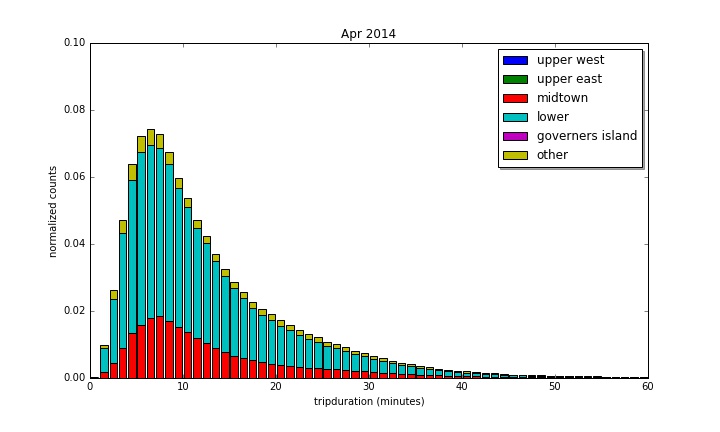 Apr 2014
normalized counts
0.10
0.08
0.06
0.04
0.02
0.00
upper west
upper east
midtown
lower
governers island
other
0 10 20 30 40 50 60
tripduration (minutes)